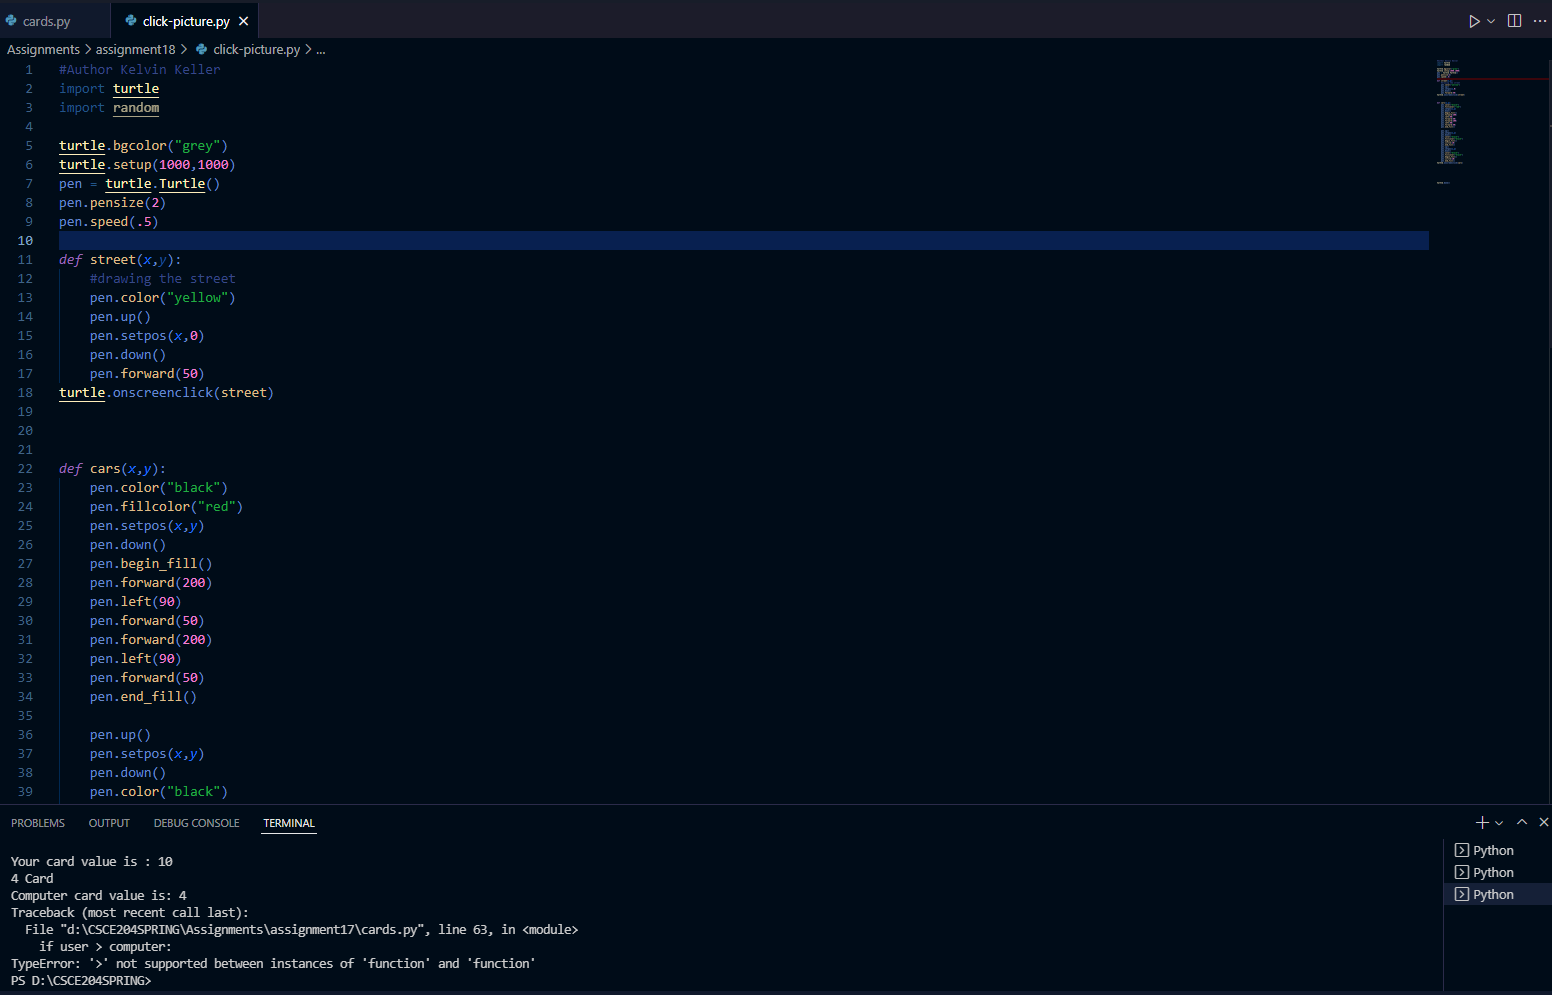 cards.py
click-picture.py
Assignments > assignment18 > click-picture.py > ...
1 #Author Kelvin Keller
2 import turtle
3 import random
4
5 turtle.bgcolor("grey")
6 turtle.setup(1000,1000)
7 pen = turtle.Turtle()
8 pen.pensize(2)
9 pen.speed(.5)
10
11 def street(x,y):
12     #drawing the street
13     pen.color("yellow")
14     pen.up()
15     pen.setpos(x,0)
16     pen.down()
17     pen.forward(50)
18 turtle.onscreenclick(street)
19
20
21
22 def cars(x,y):
23     pen.color("black")
24     pen.fillcolor("red")
25     pen.setpos(x,y)
26     pen.down()
27     pen.begin_fill()
28     pen.forward(200)
29     pen.left(90)
30     pen.forward(50)
31     pen.forward(200)
32     pen.left(90)
33     pen.forward(50)
34     pen.end_fill()
35
36     pen.up()
37     pen.setpos(x,y)
38     pen.down()
39     pen.color("black")
PROBLEMS OUTPUT DEBUG CONSOLE TERMINAL
Your card value is : 10
4 Card
Computer card value is: 4
Traceback (most recent call last):
  File "d:\CSCE204SPRING\Assignments\assignment17\cards.py", line 63, in <module>
    if user > computer:
TypeError: '>' not supported between instances of 'function' and 'function'
PS D:\CSCE204SPRING>
Python
Python
Python